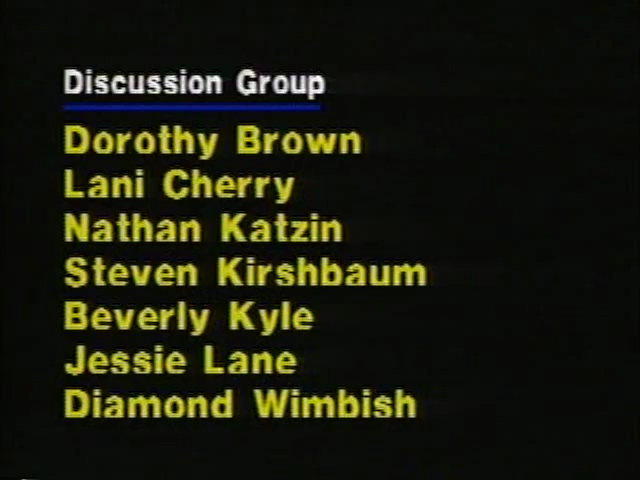 Discussion Group
Dorothy Brown
Lani Cherry
Nathan Katzin
Steven Kirshbaum
Beverly Kyle
Jessie Lane
Diamond Wimbish